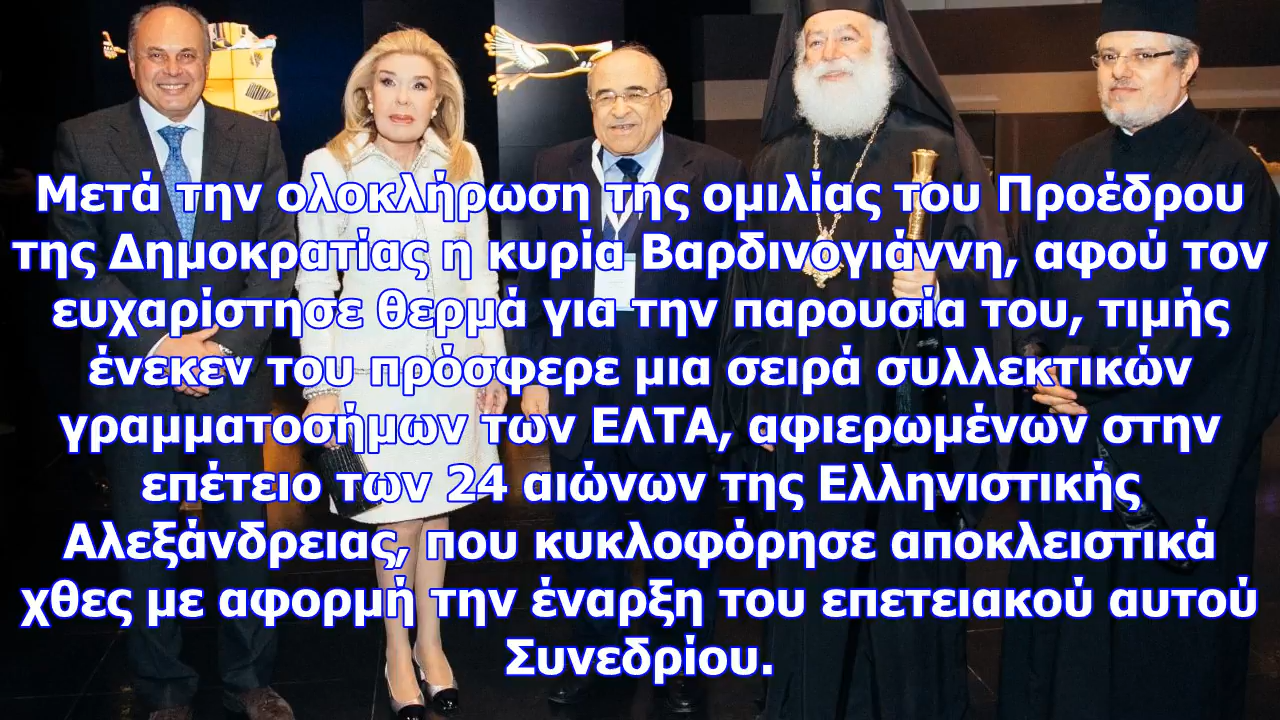 Μετά την ολοκλήρωση της ομιλίας του Προέδρου
της Δημοκρατίας η κυρία Βαρδινογιάννη, αφού τον
ευχαρίστησε θερμά για την παρουσία του, τιμής
ένεκεν του πρόσφερε μια σειρά συλλεκτικών
γραμματοσήμων των ΕΛΤΑ, αφιερωμένων στην
επέτειο των 24 αιώνων της Ελληνιστικής
Αλεξάνδρειας, που κυκλοφόρησε αποκλειστικά
χθες με αφορμή την έναρξη του επετειακού αυτού
Συνεδρίου.